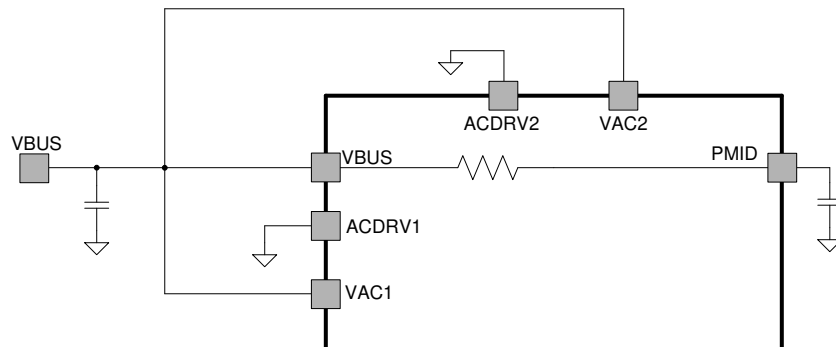 ACDRV2
VAC2
VBUS
VBUS
PMID
ACDRV1
VAC1